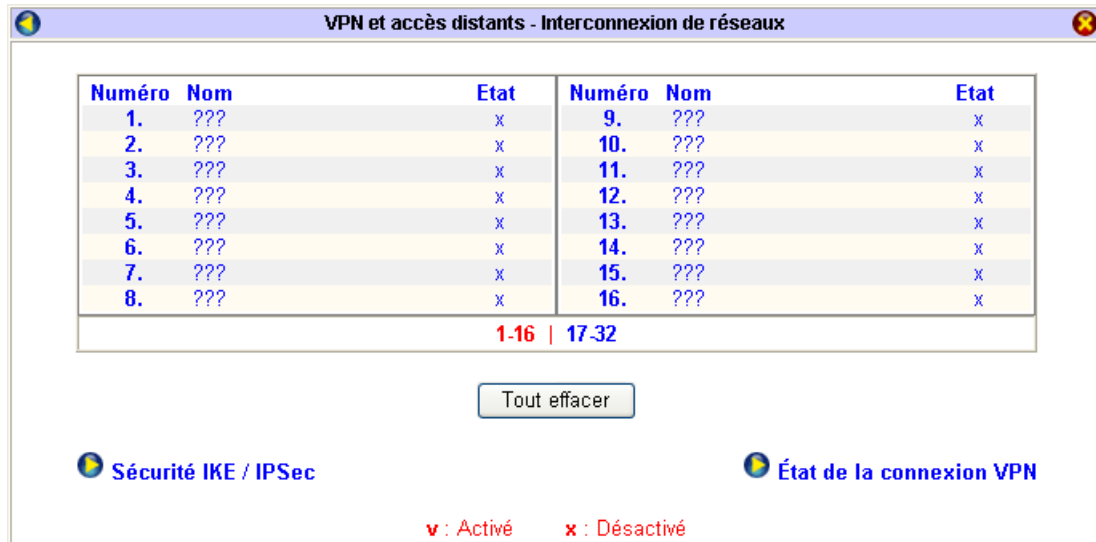 VPN et accès distants - Interconnexion de réseaux
Numéro Nom Etat Numéro Nom Etat
1. ??? x 9. ??? x
2. ??? x 10. ??? x
3. ??? x 11. ??? x
4. ??? x 12. ??? x
5. ??? x 13. ??? x
6. ??? x 14. ??? x
7. ??? x 15. ??? x
8. ??? x 16. ??? x
1-16 | 17-32
Tout effacer
Sécurité IKE / IPSec État de la connexion VPN
v : Activé x : Désactivé